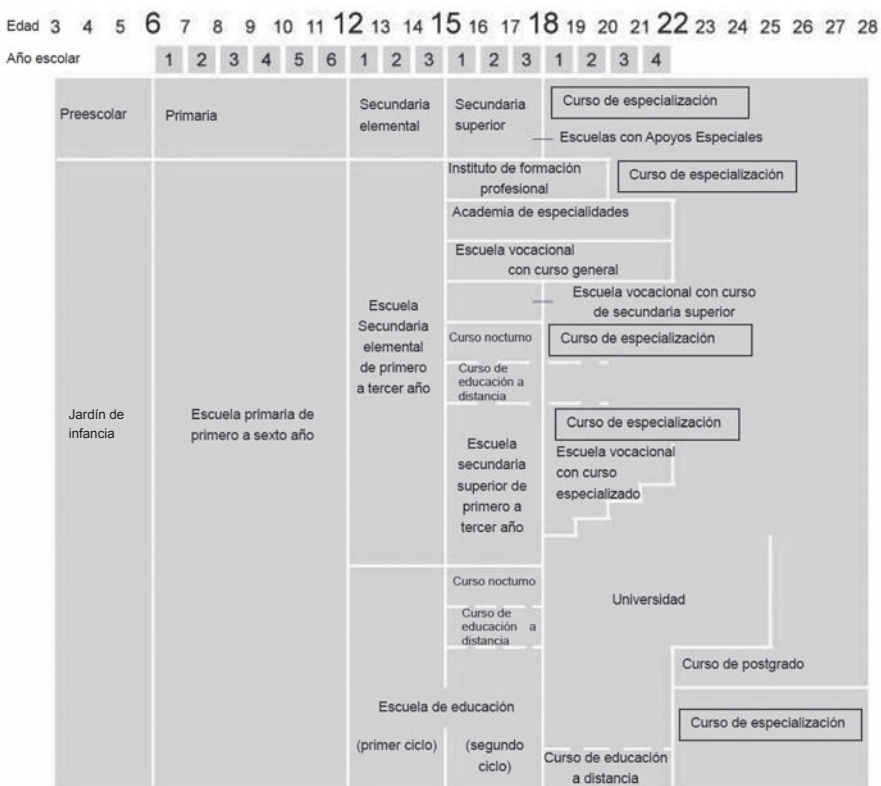 Edad 3 4 5 6 7 8 9 10 11 12 13 14 15 16 17 18 19 20 21 22 23 24 25 26 27 28
Año escolar 1 2 3 4 5 6 1 2 3 1 2 3 1 2 3 4
Preescolar
Primaria
Secundaria
elemental
Secundaria
superior
Curso de especialización
Escuelas con Apoyos Especiales
Instituto de formación
profesional
Curso de especialización
Academia de especialidades
Escuela vocacional
con curso general
Escuela vocacional con curso
de secundaria superior
Curso nocturno
Curso de especialización
Curso de
educación a
distancia
Jardín de
infancia
Escuela primaria de
primero a sexto año
Escuela
Secundaria
elemental
de primero
a tercer año
Escuela
secundaria
superior de
primero a
tercer año
Curso de especialización
Escuela vocacional
con curso
especializado
Curso nocturno
Curso de
educación a
distancia
Universidad
Curso de postgrado
Escuela de educación
(primer ciclo)
(segundo
ciclo)
Curso de especialización
Curso de educación
a distancia